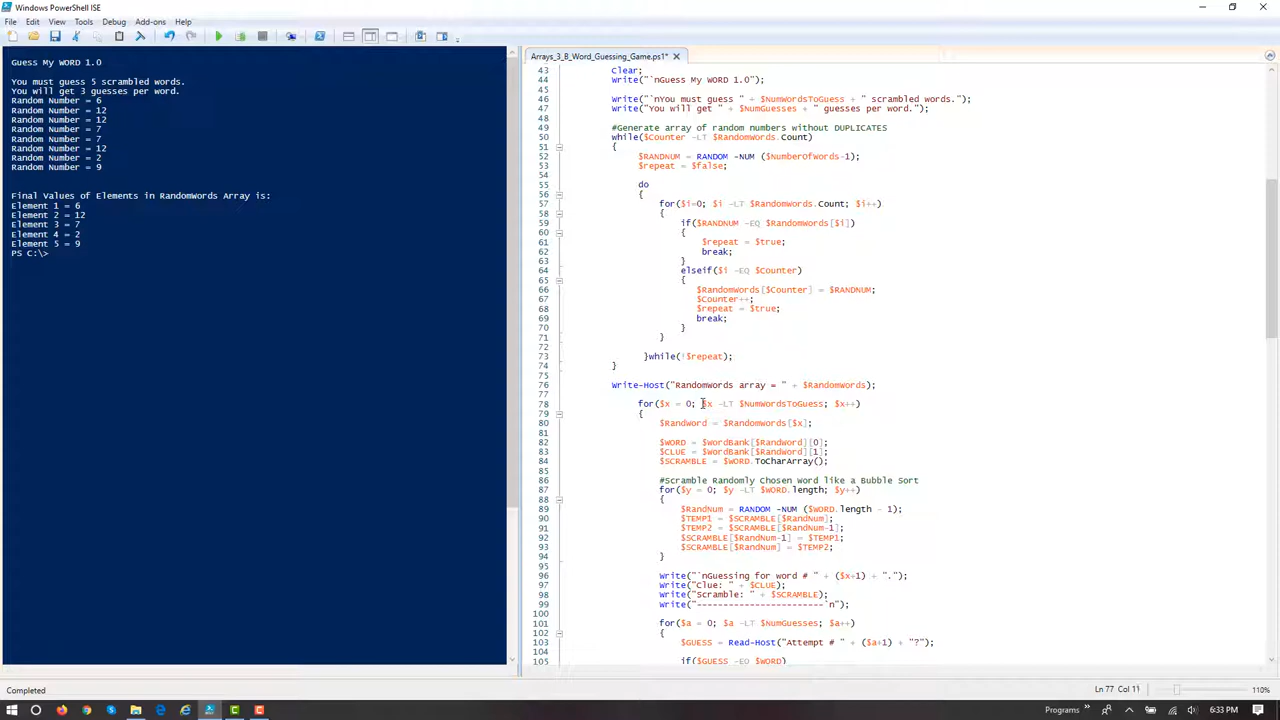 Windows PowerShell ISE
File Edit View Tools Debug Add-ons Help
Guess My WORD 1.0
You must guess 5 scrambled words.
You will get 3 guesses per word.
Random Number = 6
Random Number = 12
Random Number = 12
Random Number = 7
Random Number = 7
Random Number = 12
Random Number = 2
Random Number = 9
Final Values of Elements in RandomWords Array is:
Element 1 = 6
Element 2 = 12
Element 3 = 7
Element 4 = 2
Element 5 = 9
PS C:\>
Arrays_3_B_Word_Guessing_Game.ps1*
43 Clear;
44 Write("`nGuess My WORD 1.0");
45
46 Write("`nYou must guess " + $NumWordsToGuess + " scrambled words.");
47 Write("You will get " + $NumGuesses + " guesses per word.");
48
49 #Generate array of random numbers without DUPLICATES
50 while($Counter -LT $RandomWords.Count)
51 {
52 $RANDNUM = RANDOM -NUM ($NumberOfWords-1);
53 $repeat = $false;
54
55 do
56 {
57 for($i=0; $i -LT $RandomWords.Count; $i++)
58 {
59 if($RANDNUM -EQ $RandomWords[$i])
60 {
61 $repeat = $true;
62 break;
63 }
64 elseif($i -EQ $Counter)
65 {
66 $RandomWords[$Counter] = $RANDNUM;
67 $Counter++;
68 $repeat = $true;
69 break;
70 }
71 }
72
73 }while(!$repeat);
74 }
75
76 Write-Host("RandomWords array = " + $RandomWords);
77
78 for($x = 0; $x -LT $NumWordsToGuess; $x++)
79 {
80 $RandWord = $RandomWords[$x];
81
82 $WORD = $WordBank[$RandWord][0];
83 $CLUE = $WordBank[$RandWord][1];
84 $SCRAMBLE = $WORD.ToCharArray();
85
86 #Scramble Randomly Chosen word like a Bubble Sort
87 for($y = 0; $y -LT $WORD.length; $y++)
88 {
89 $RandNum = RANDOM -NUM ($WORD.length - 1);
90 $TEMP1 = $SCRAMBLE[$RandNum];
91 $TEMP2 = $SCRAMBLE[$RandNum-1];
92 $SCRAMBLE[$RandNum-1] = $TEMP1;
93 $SCRAMBLE[$RandNum] = $TEMP2;
94 }
95
96 Write("`nGuessing for word # " + ($x+1) + ".");
97 Write("Clue: " + $CLUE);
98 Write("Scramble: " + $SCRAMBLE);
99 Write("------------------------`n");
100
101 for($a = 0; $a -LT $NumGuesses; $a++)
102 {
103 $GUESS = Read-Host("Attempt # " + ($a+1) + "?");
104
105 if($GUESS -EQ $WORD)
Completed
Ln 77 Col 11
110%
Programs
6:33 PM